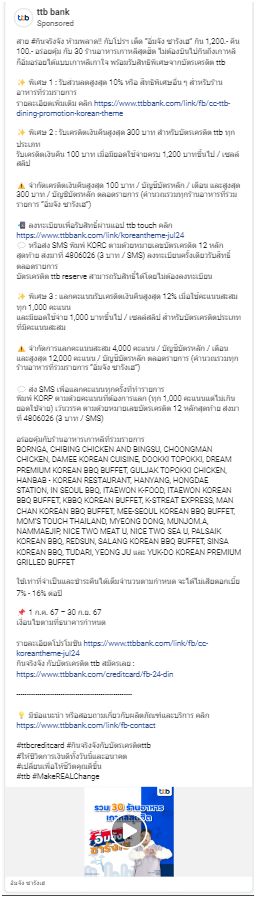 ttb bank
Sponsored
สาย #กันจริงจัง ห้ามพลาด!! กับโปรฯ เด็ด "อิ่มจัง ซารังเฮ" กิน 1,200.- คืน
100.- อร่อยคุ้ม กับ 30 ร้านอาหารเกาหลีสุดฮิต ไม่ต้องบินไปกินถึงเกาหลี
ก็อิ่มอร่อยได้แบบเกาหลีเกาใจ พร้อมรับสิทธิพิเศษจากบัตรเครดิต ttb
✨ พิเศษ 1 : รับส่วนลดสูงสุด 10% หรือ สิทธิพิเศษอื่น ๆ สำหรับร้าน
อาหารที่ร่วมรายการ
รายละเอียดเพิ่มเติม คลิก https://www.ttbbank.com/link/fb/cc-ttb-
dining-promotion-korean-theme
✨ พิเศษ 2 : รับเครดิตเงินคืนสูงสุด 300 บาท สำหรับบัตรเครดิต ttb ทุก
ประเภท
รับเครดิตเงินคืน 100 บาท เมื่อมียอดใช้จ่ายครบ 1,200 บาทขึ้นไป / เซลล์
สลิป
⚠️ จำกัดเครดิตเงินคืนสูงสุด 100 บาท / บัญชีบัตรหลัก / เดือน และสูงสุด
300 บาท / บัญชีบัตรหลัก ตลอดรายการ (คำนวณรวมทุกร้านอาหารที่ร่วม
รายการ "อิ่มจัง ซารังเฮ")
📲 ลงทะเบียนเพื่อรับสิทธิ์ผ่านแอป ttb touch คลิก
https://www.ttbbank.com/link/koreantheme-jul24
💬 หรือส่ง SMS พิมพ์ KORC ตามด้วยหมายเลขบัตรเครดิต 12 หลัก
สุดท้าย ส่งมาที่ 4806026 (3 บาท / SMS) ลงทะเบียนครั้งเดียวรับสิทธิ์
ตลอดรายการ
บัตรเครดิต ttb reserve สามารถรับสิทธิ์ได้โดยไม่ต้องลงทะเบียน
✨ พิเศษ 3 : แลกคะแนนรับเครดิตเงินคืนสูงสุด 12% เมื่อใช้คะแนนสะสม
ทุก 1,000 คะแนน
และมียอดใช้จ่าย 1,000 บาทขึ้นไป / เซลล์สลิป สำหรับบัตรเครดิตประเภท
ที่มีคะแนนสะสม
⚠️ จำกัดการแลกคะแนนสะสม 4,000 คะแนน / บัญชีบัตรหลัก / เดือน
และสูงสุด 12,000 คะแนน / บัญชีบัตรหลัก ตลอดรายการ (คำนวณรวมทุก
ร้านอาหารที่ร่วมรายการ "อิ่มจัง ซารังเฮ")
💬 ส่ง SMS เพื่อแลกคะแนนทุกครั้งที่ทำรายการ
พิมพ์ KORP ตามด้วยคะแนนที่ต้องการแลก (ทุก 1,000 คะแนนแต่ไม่เกิน
ยอดใช้จ่าย) เว้นวรรค ตามด้วยหมายเลขบัตรเครดิต 12 หลักสุดท้าย ส่งมา
ที่ 4806026 (3 บาท / SMS)
อร่อยคุ้มกับร้านอาหารเกาหลีที่ร่วมรายการ
BORNGA, CHIBING CHICKEN AND BINGSU, CHOONGMAN
CHICKEN, DAMEE KOREAN CUISINE, DOOKKI TOPOKKI, DREAM
PREMIUM KOREAN BBQ BUFFET, GULJAK TOPOKKI CHICKEN,
HANBAB - KOREAN RESTAURANT, HANYANG, HONGDAE
STATION, IN SEOUL BBQ, ITAEWON K-FOOD, ITAEWON KOREAN
BBQ BUFFET, KBBQ KOREAN BUFFET, K-STREAT EXPRESS, MAN
CHAN KOREAN BBQ BUFFET, MEE-SEOUL KOREAN BBQ BUFFET,
MOM'S TOUCH THAILAND, MYEONG DONG, MUNJOM.A,
NAMMAEJIP, NICE TWO MEAT U, NICE TWO SEA U, PALSAIK
KOREAN BBQ, REDSUN, SALANG KOREAN BBQ BUFFET, SINSA
KOREAN BBQ, TUDARI, YEONG JU และ YUK-DO KOREAN PREMIUM
GRILLED BUFFET
ใช้เท่าที่จำเป็นและชำระคืนได้เต็มจำนวนตามกำหนด จะได้ไม่เสียดอกเบี้ย
7% - 16% ต่อปี
📌 1 ก.ค. 67 – 30 ก.ย. 67
เงื่อนไขตามที่ธนาคารกำหนด
รายละเอียดโปรโมชัน https://www.ttbbank.com/link/fb/cc-
koreantheme-jul24
กันจริงจัง กับบัตรเครดิต ttb สมัครเลย :
https://www.ttbbank.com/creditcard/fb-24-din
--------------------------------------------------
💡 มีข้อแนะนำ หรือสอบถามเกี่ยวกับผลิตภัณฑ์และบริการ คลิก
https://www.ttbbank.com/link/fb-contact
#ttbcreditcard #กันจริงจังกับบัตรเครดิตttb
#ให้ชีวิตการเงินดีทั้งวันนี้และอนาคต
#เปลี่ยนเพื่อให้ชีวิตคุณดีขึ้น
#ttb #MakeREALChange
ttb
รวม 30 ร้านอาหาร
เกาหลีสุดฮิต
อิ่มจัง
ซารังเฮ
อิ่มจัง ซารังเฮ